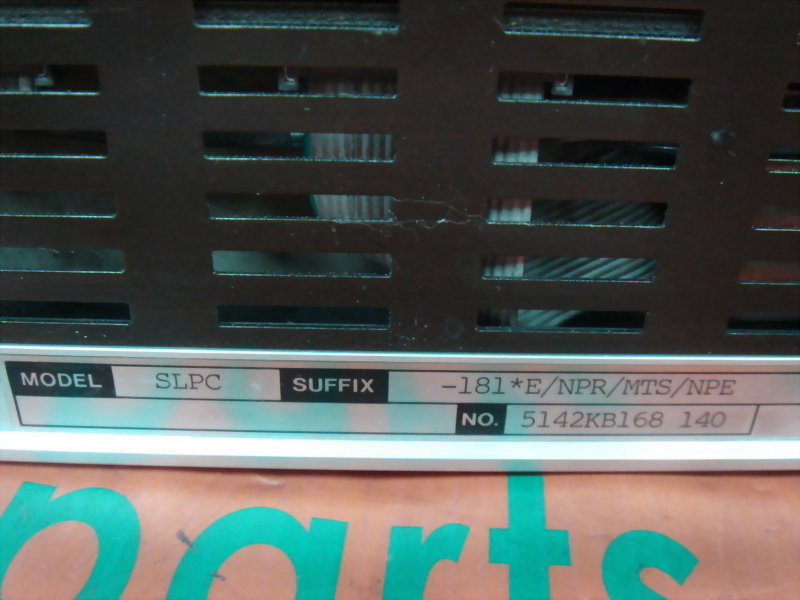 MODEL SLPC SUFFIX -181*E/NPR/MTS/NPE
NO. 5142KB168 140
parts